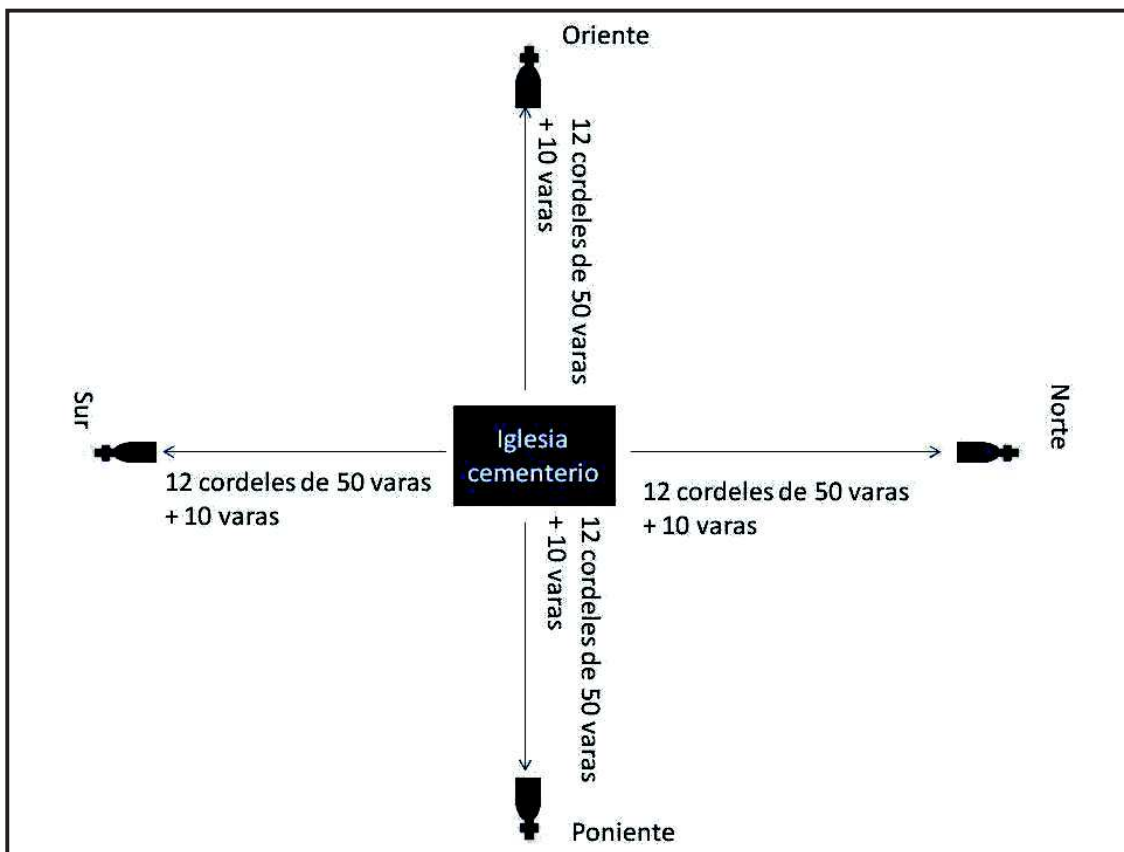 Oriente
12 cordeles de 50 varas
+ 10 varas
Sur
Norte
Iglesia
cementerio
12 cordeles de 50 varas
+ 10 varas
12 cordeles de 50 varas
+ 10 varas
12 cordeles de 50 varas
+ 10 varas
Poniente